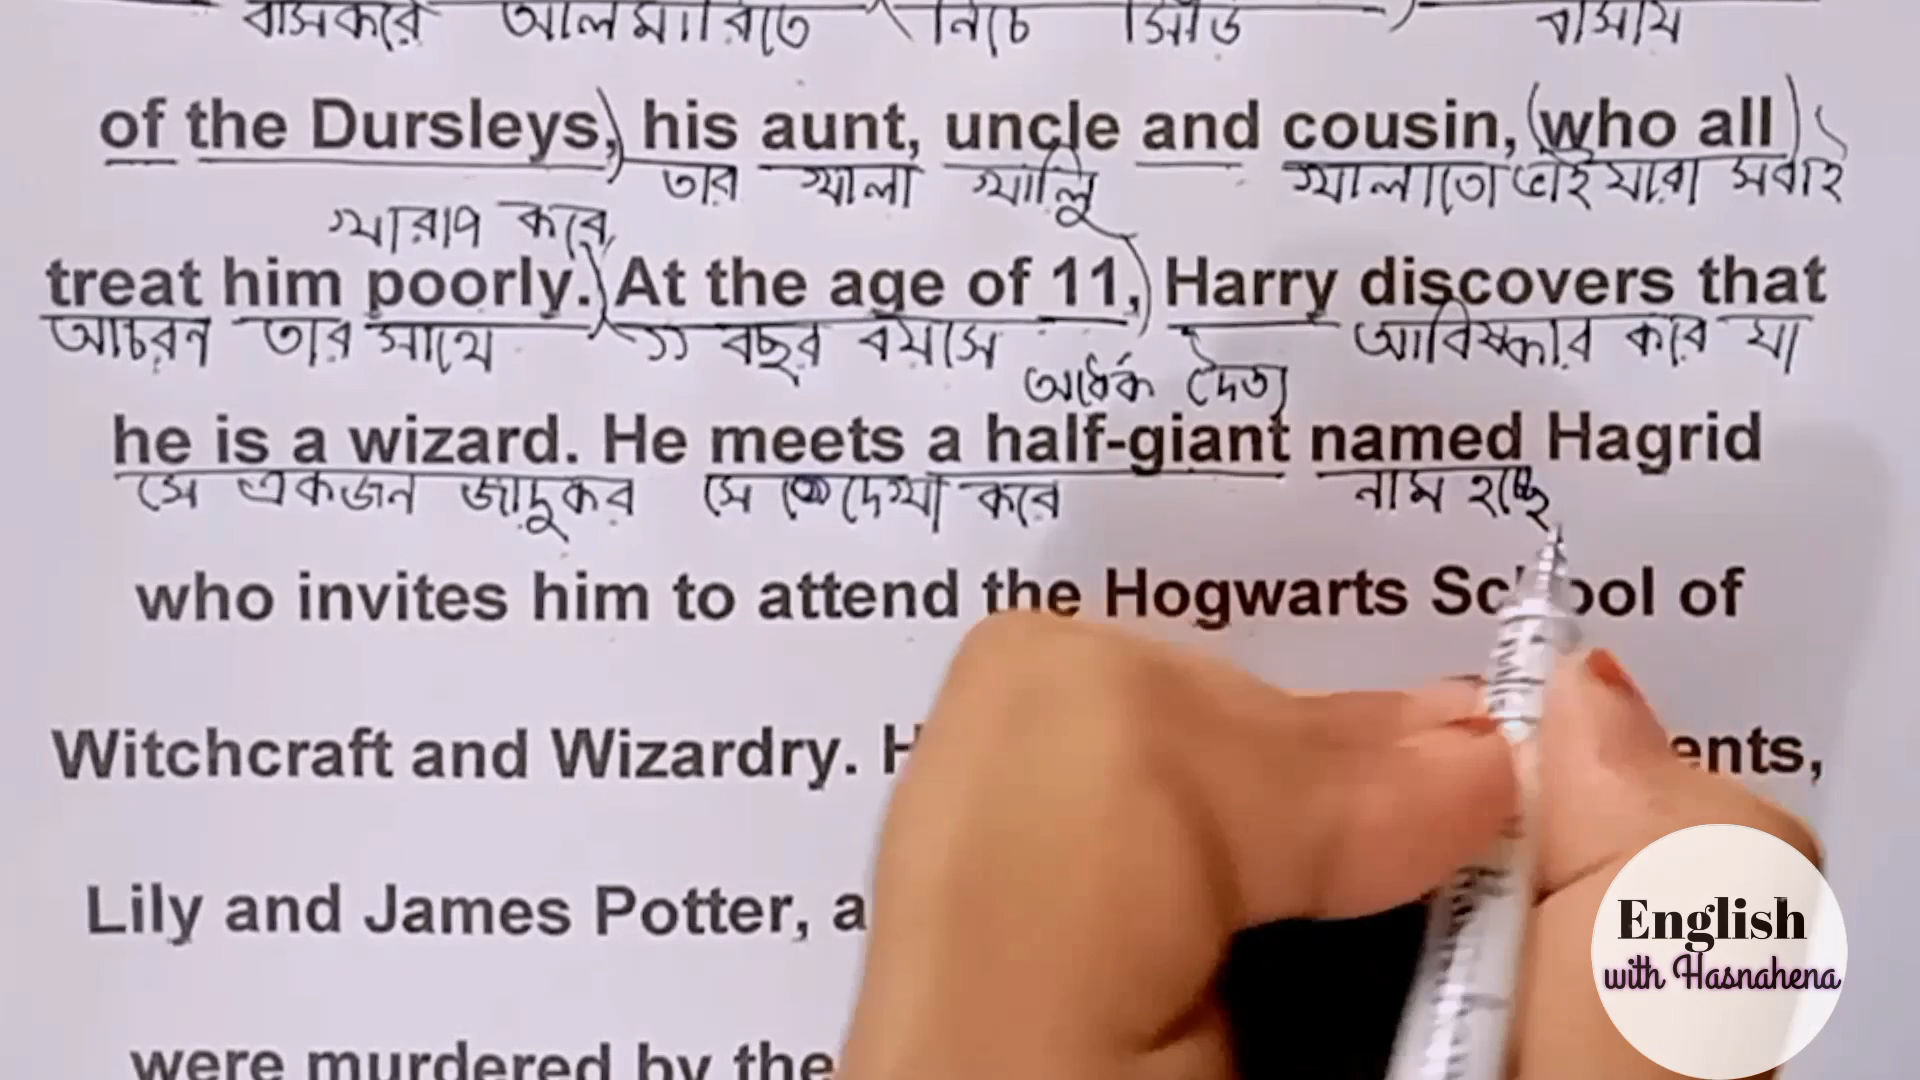 বাসকরে আলমারিতে নিচে সিঁড়ি বাসায়
of the Dursleys, his aunt, uncle and cousin, who all
তার খালা খালু খালাতো ভাই যারা সবাই
খারাপ করে
treat him poorly. At the age of 11, Harry discovers that
আচরন তার সাথে ১১ বছর বয়সে আবিষ্কার করে যা
অর্ধেক দৈত্য
he is a wizard. He meets a half-giant named Hagrid
সে একজন জাদুকর সে দেখা করে নাম হচ্ছে
who invites him to attend the Hogwarts School of
Witchcraft and Wizardry. H ents,
Lily and James Potter, a
were murdered by the
English
with Hasnahena